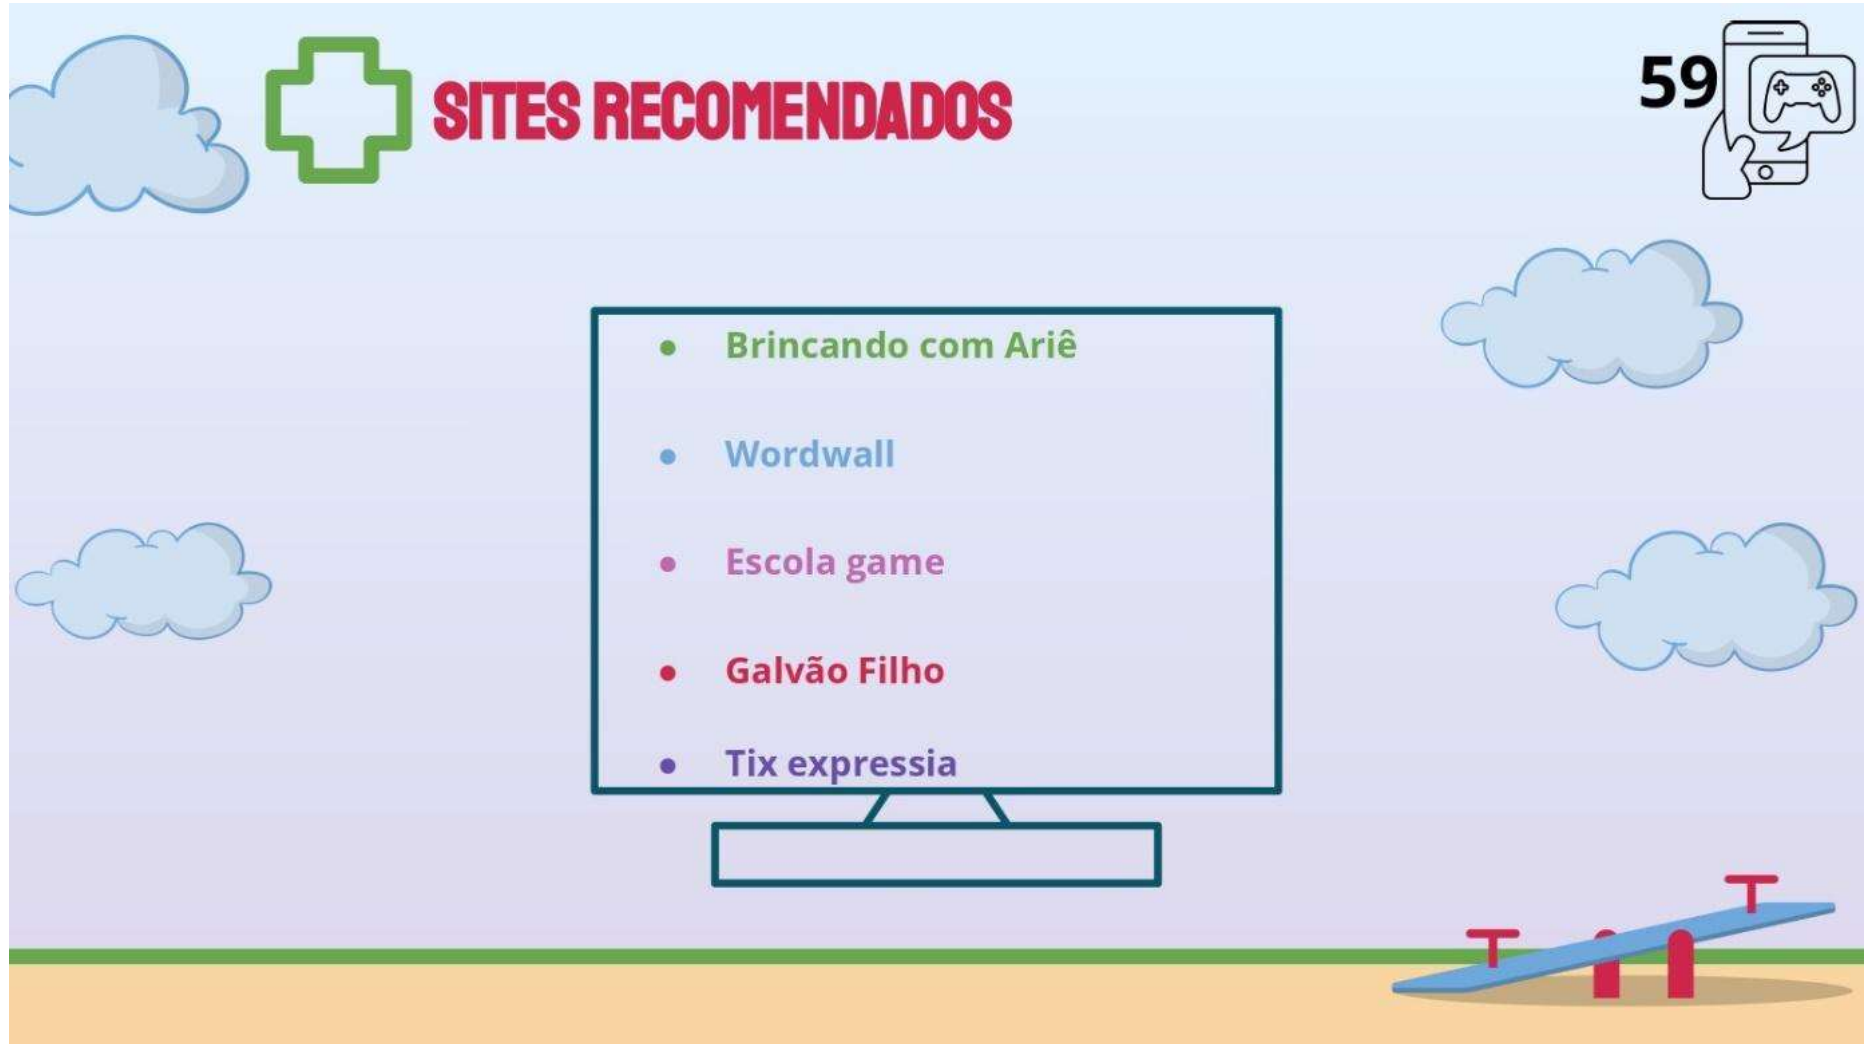 SITES RECOMENDADOS
59
● Brincando com Ariê
● Wordwall
● Escola game
● Galvão Filho
● Tix expressia